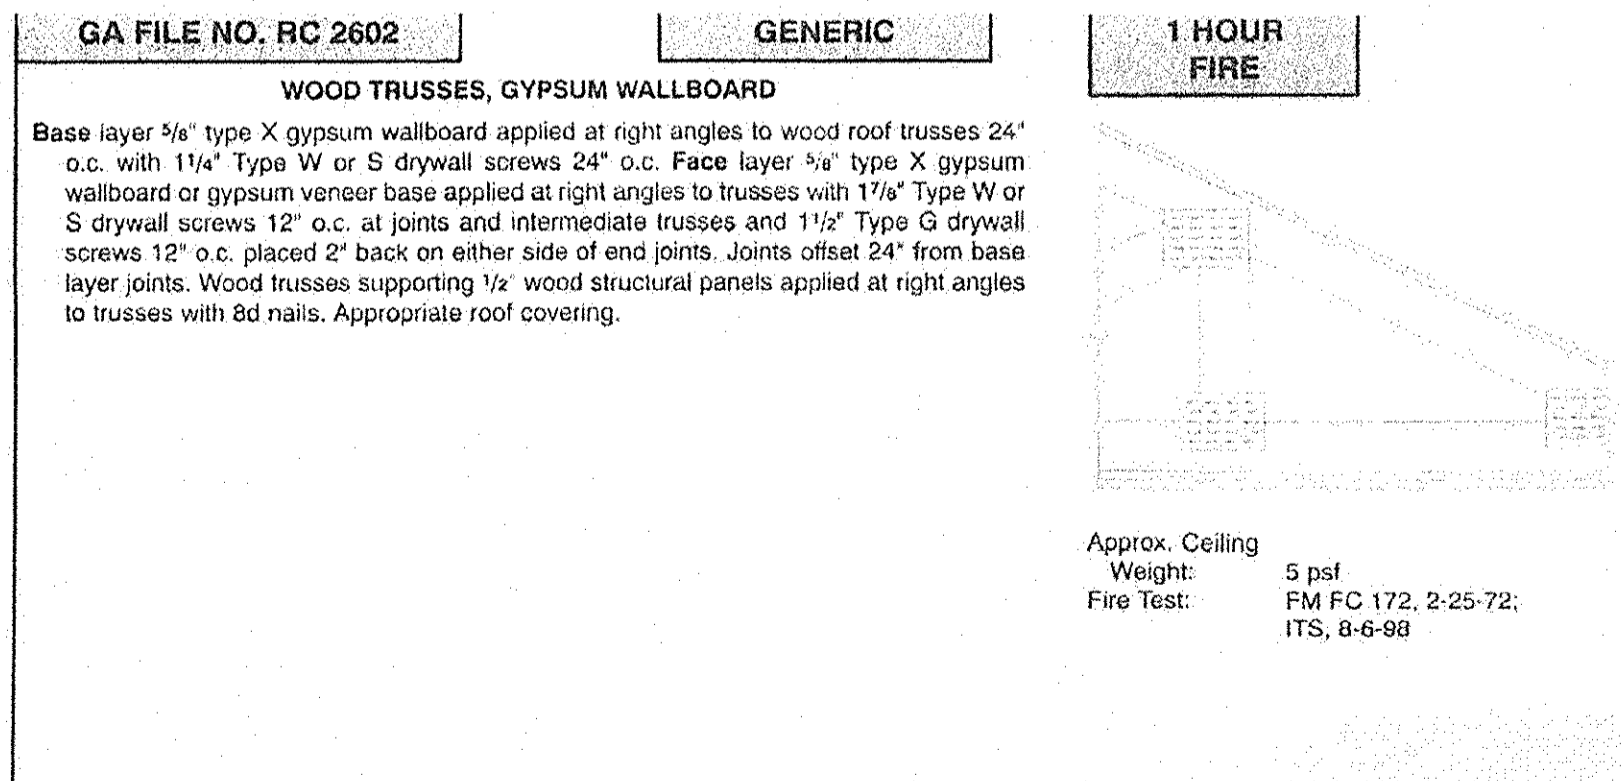 GA FILE NO. RC 2602
GENERIC
1 HOUR
FIRE
WOOD TRUSSES, GYPSUM WALLBOARD
Base layer 5/8" type X gypsum wallboard applied at right angles to wood roof trusses 24"
o.c. with 1 1/4" Type W or S drywall screws 24" o.c. Face layer 5/8" type X gypsum
wallboard or gypsum veneer base applied at right angles to trusses with 1 7/8" Type W or
S drywall screws 12" o.c. at joints and intermediate trusses and 1 1/2" Type G drywall
screws 12" o.c. placed 2" back on either side of end joints. Joints offset 24" from base
layer joints. Wood trusses supporting 1/2" wood structural panels applied at right angles
to trusses with 8d nails. Appropriate roof covering.
Approx. Ceiling
Weight: 5 psf
Fire Test: FM FC 172, 2-25-72;
ITS, 8-6-98